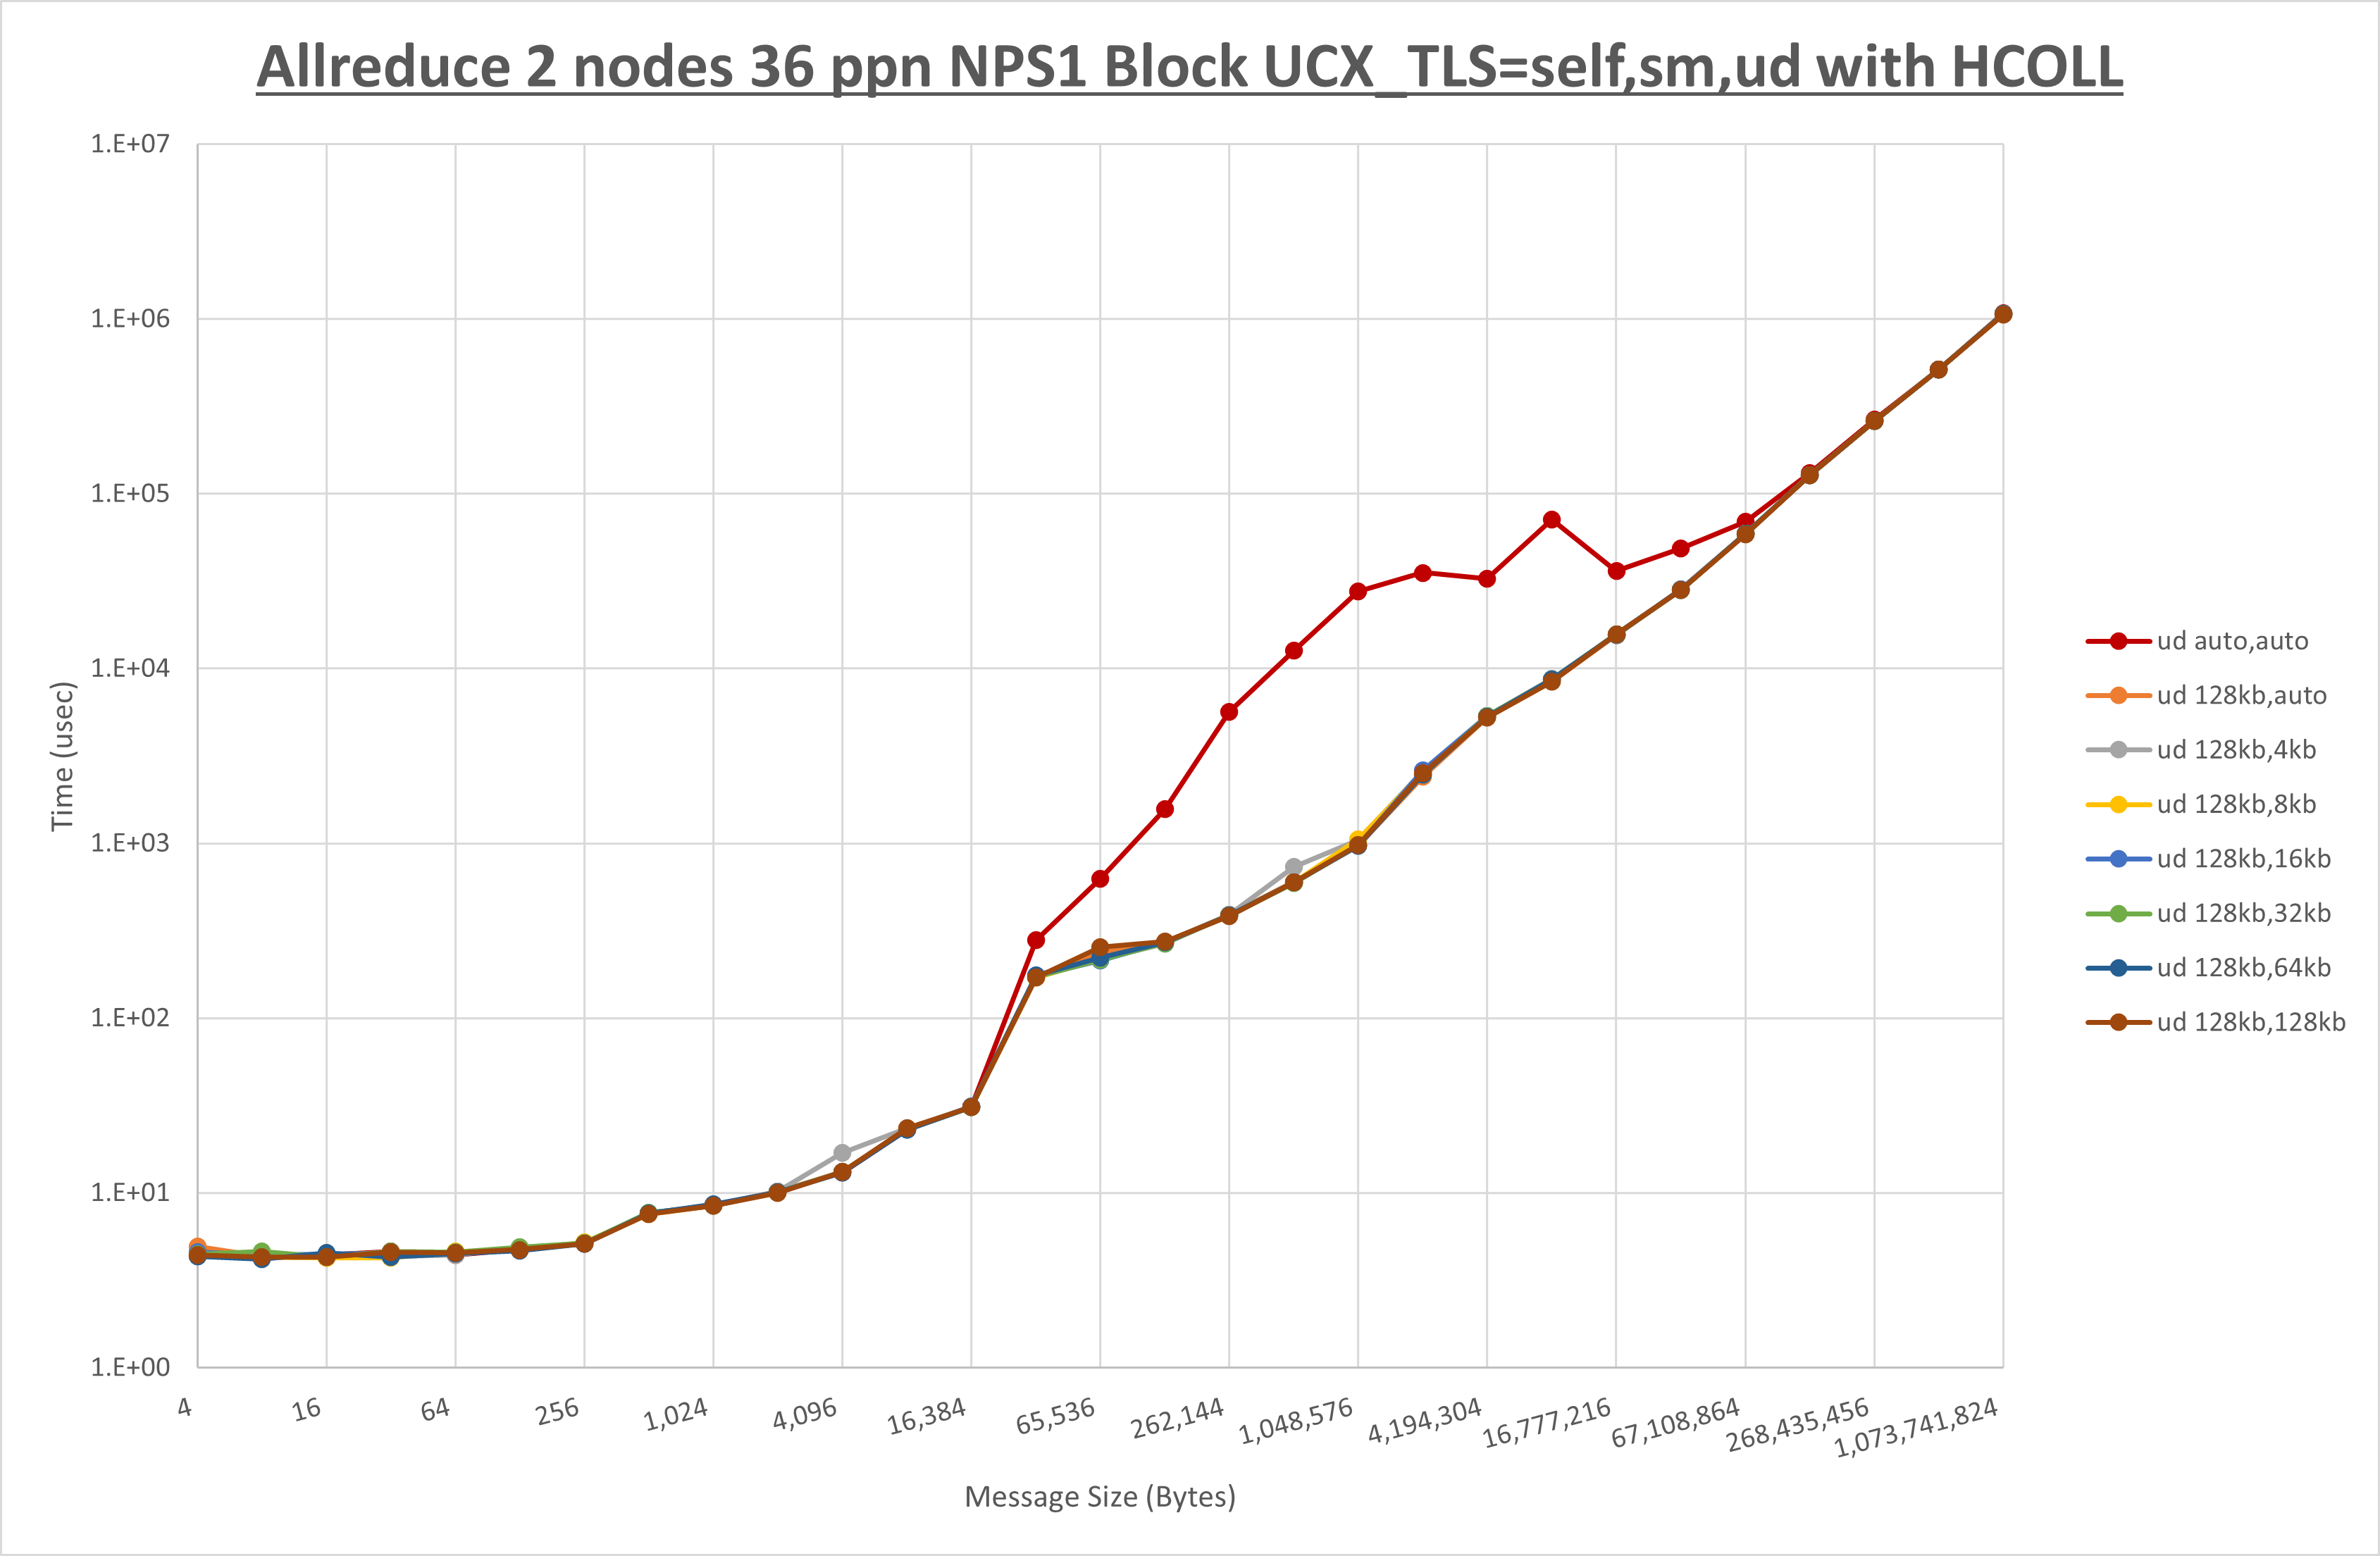 Allreduce 2 nodes 36 ppn NPS1 Block UCX_TLS=self,sm,ud with HCOLL
1.E+07
1.E+06
1.E+05
1.E+04
1.E+03
1.E+02
1.E+01
1.E+00
Time (usec)
4
16
64
256
1,024
4,096
16,384
65,536
262,144
1,048,576
4,194,304
16,777,216
67,108,864
268,435,456
1,073,741,824
Message Size (Bytes)
ud auto,auto
ud 128kb,auto
ud 128kb,4kb
ud 128kb,8kb
ud 128kb,16kb
ud 128kb,32kb
ud 128kb,64kb
ud 128kb,128kb